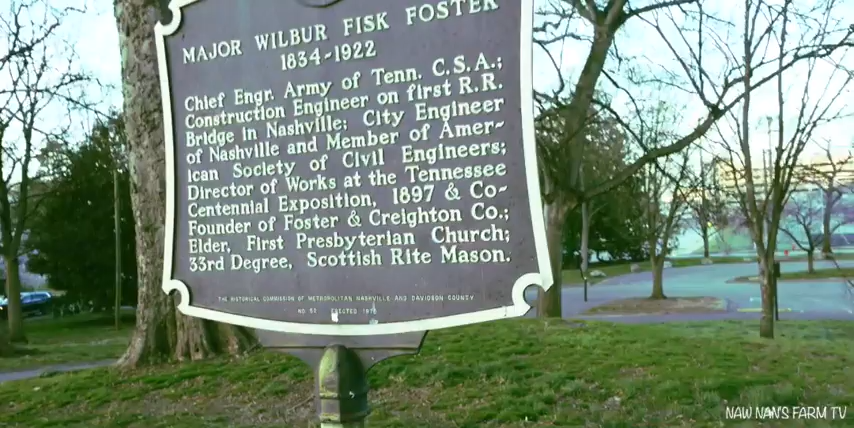 MAJOR WILBUR FISK FOSTER
1834-1922
Chief Engr. Army of Tenn. C.S.A.;
Construction Engineer on first R.R.
Bridge in Nashville; City Engineer
of Nashville and Member of Amer-
ican Society of Civil Engineers;
Director of Works at the Tennessee
Centennial Exposition, 1897 & Co-
Founder of Foster & Creighton Co.;
Elder, First Presbyterian Church;
33rd Degree, Scottish Rite Mason.
THE HISTORICAL COMMISSION OF METROPOLITAN NASHVILLE AND DAVIDSON COUNTY
NO. ERECTED
NAW NAN'S FARM TV